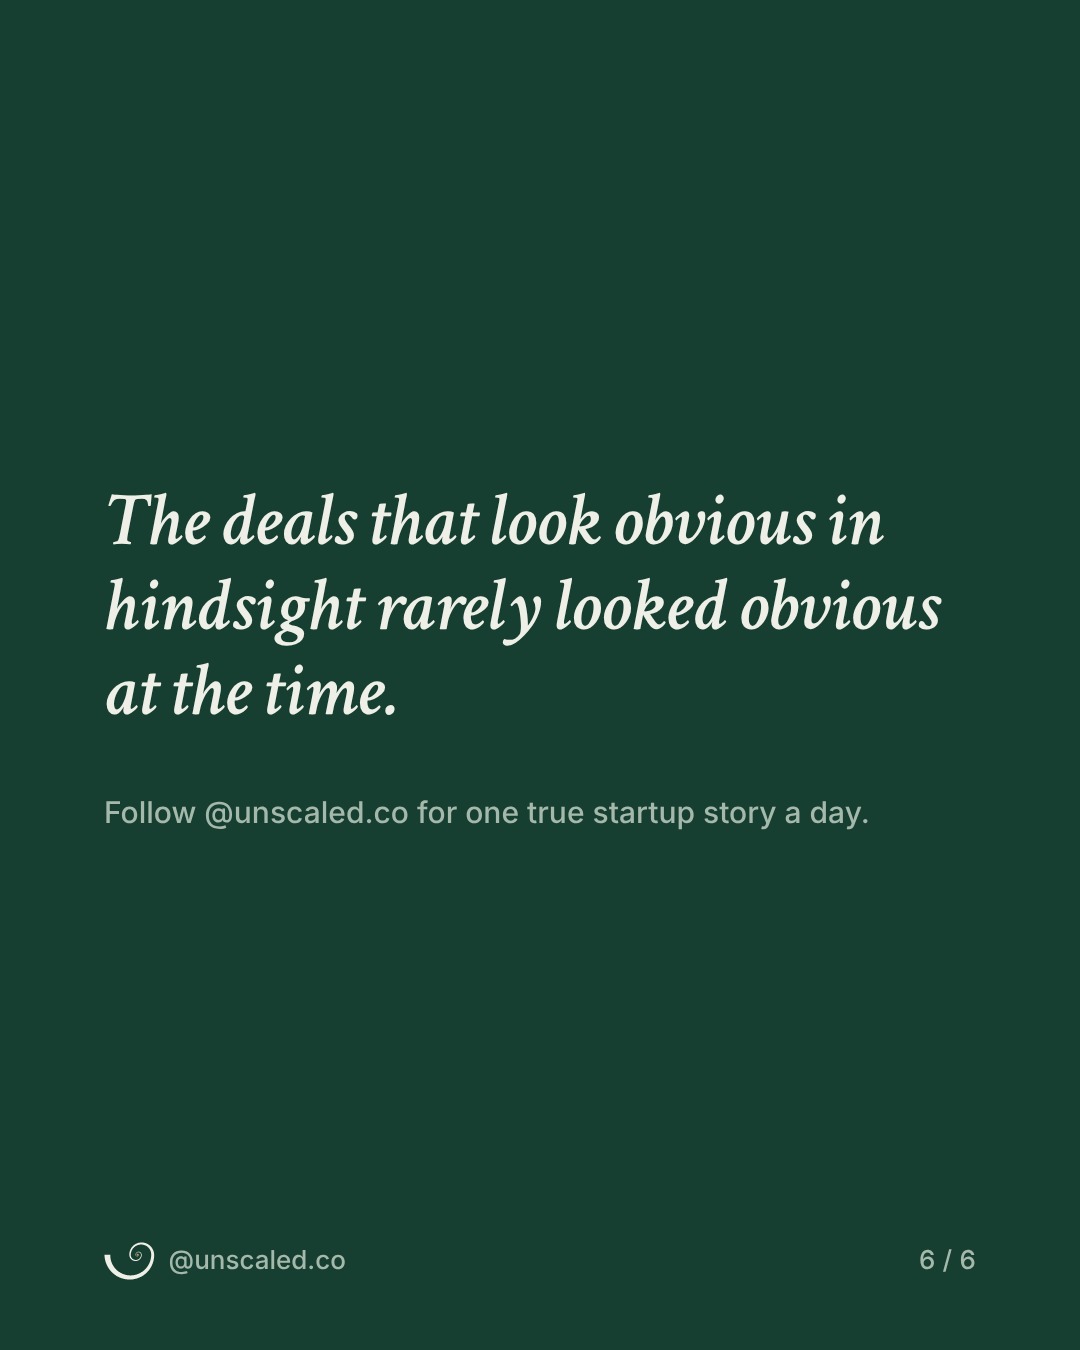 The deals that look obvious in
hindsight rarely looked obvious
at the time.
Follow @unscaled.co for one true startup story a day.
@unscaled.co
6 / 6